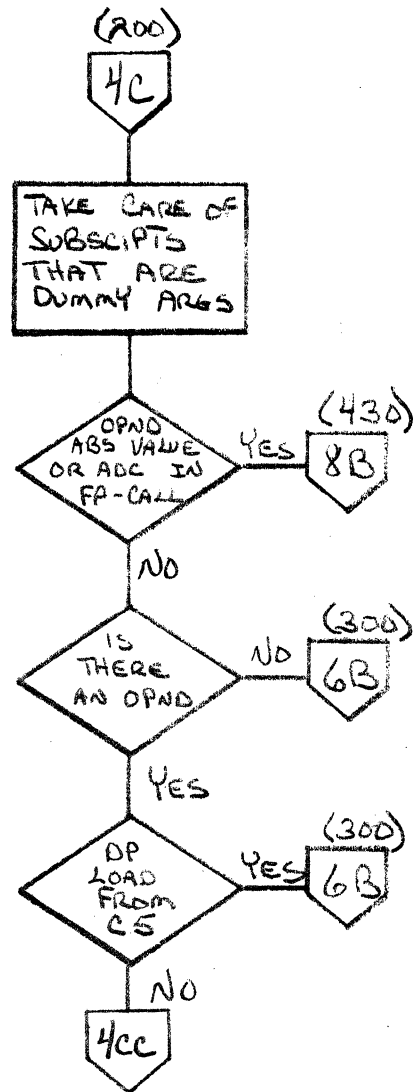 (200)
4C
TAKE CARE OF
SUBSCIPTS
THAT ARE
DUMMY ARGS
OPND
ABS VALUE
OR ADC IN
FP-CALL
YES
(430)
8B
NO
IS
THERE
AN OPND
NO
(300)
6B
YES
DP
LOAD
FROM
C5
YES
(300)
6B
NO
4CC